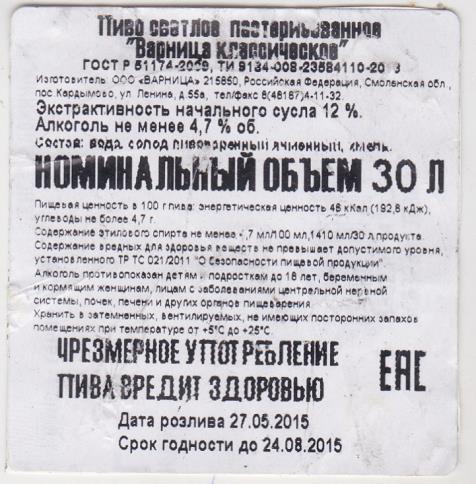 Пиво светлое пастеризованное
"Варница классическое"
ГОСТ Р 51174-2009, ТИ 9184-008-23584110-2013
Изготовитель: ООО «ВАРНИЦА» 215850, Российская Федерация, Смоленская обл.,
пос. Кардымово, ул. Ленина, д.55а, тел/факс 8(48167)4-11-32.
Экстрактивность начального сусла 12 %.
Алкоголь не менее 4,7 % об.
Состав: вода, солод пивоваренный ячменный, хмель.
НОМИНАЛЬНЫЙ ОБЪЕМ 30 Л
Пищевая ценность в 100 г пива: энергетическая ценность 46 кКал (192,6 кДж),
углеводы не более 4,7 г.
Содержание этилового спирта не менее 4,7 мл/100 мл, 1410 мл/30 л продукта.
Содержание вредных для здоровья веществ не превышает допустимого уровня,
установленного ТР ТС 021/2011 "О безопасности пищевой продукции".
Алкоголь противопоказан детям и подросткам до 18 лет, беременным
и кормящим женщинам, лицам с заболеваниями центральной нервной
системы, почек, печени и других органов пищеварения.
Хранить в затемненных, вентилируемых, не имеющих посторонних запахов
помещениях при температуре от +5°С до +25°С.
ЧРЕЗМЕРНОЕ УПОТРЕБЛЕНИЕ
ПИВА ВРЕДИТ ЗДОРОВЬЮ
ЕАС
Дата розлива 27.05.2015
Срок годности до 24.08.2015